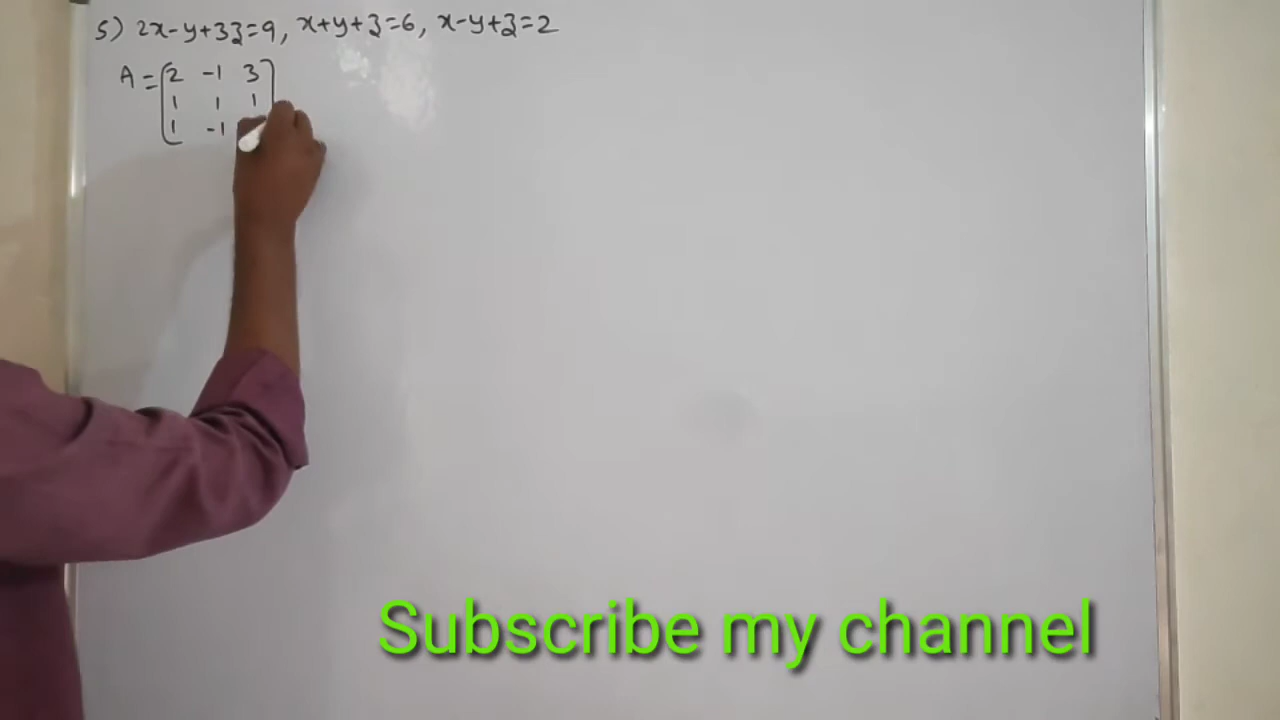 5) 2x-y+3z=9, x+y+z=6, x-y+z=2
A = [2 -1 3
1 1 1
1 -1
Subscribe my channel